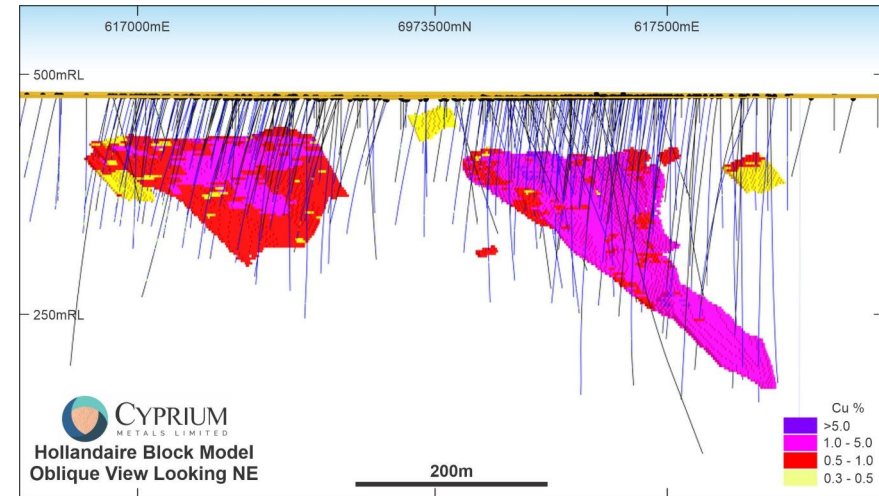 617000mE
6973500mN
617500mE
500mRL
250mRL
CYPRIUM
METALS LIMITED
Hollandaire Block Model
Oblique View Looking NE
200m
Cu %
>5.0
1.0 - 5.0
0.5 - 1.0
0.3 - 0.5